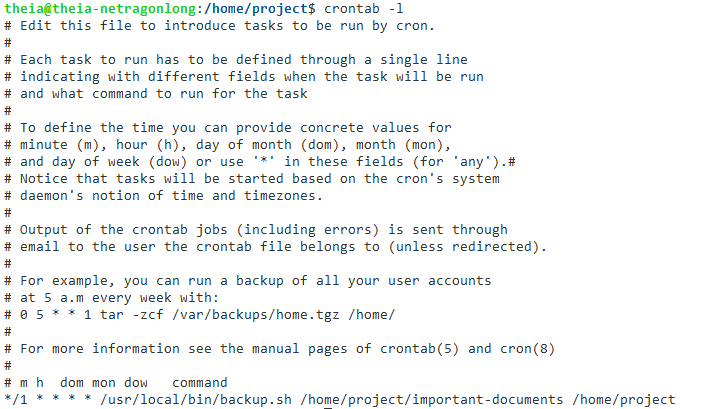 theia@theia-netragonlong:/home/project$ crontab -l
# Edit this file to introduce tasks to be run by cron.
#
# Each task to run has to be defined through a single line
# indicating with different fields when the task will be run
# and what command to run for the task
#
# To define the time you can provide concrete values for
# minute (m), hour (h), day of month (dom), month (mon),
# and day of week (dow) or use '*' in these fields (for 'any').#
# Notice that tasks will be started based on the cron's system
# daemon's notion of time and timezones.
#
# Output of the crontab jobs (including errors) is sent through
# email to the user the crontab file belongs to (unless redirected).
#
# For example, you can run a backup of all your user accounts
# at 5 a.m every week with:
# 0 5 * * 1 tar -zcf /var/backups/home.tgz /home/
#
# For more information see the manual pages of crontab(5) and cron(8)
#
# m h  dom mon dow   command
*/1 * * * * /usr/local/bin/backup.sh /home/project/important-documents /home/project